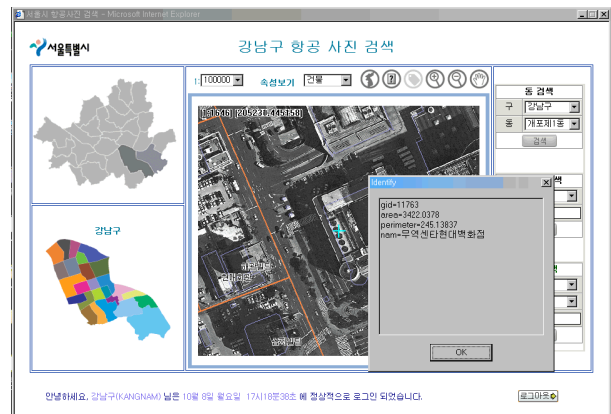 서울시 항공사진 검색 - Microsoft Internet Explorer
서울특별시
강남구 항공 사진 검색
1: 100000 속성보기 건물
동 검색
구 강남구
동 개포제1동
검색
Identify
gid=11763
area=3422.0378
perimeter=245.13837
nam=무역센타현대백화점
OK
강남구
안녕하세요, 강남구(KANGNAM) 님은 10월 8일 월요일 17시18분38초 에 정상적으로 로그인 되었습니다.
로그아웃